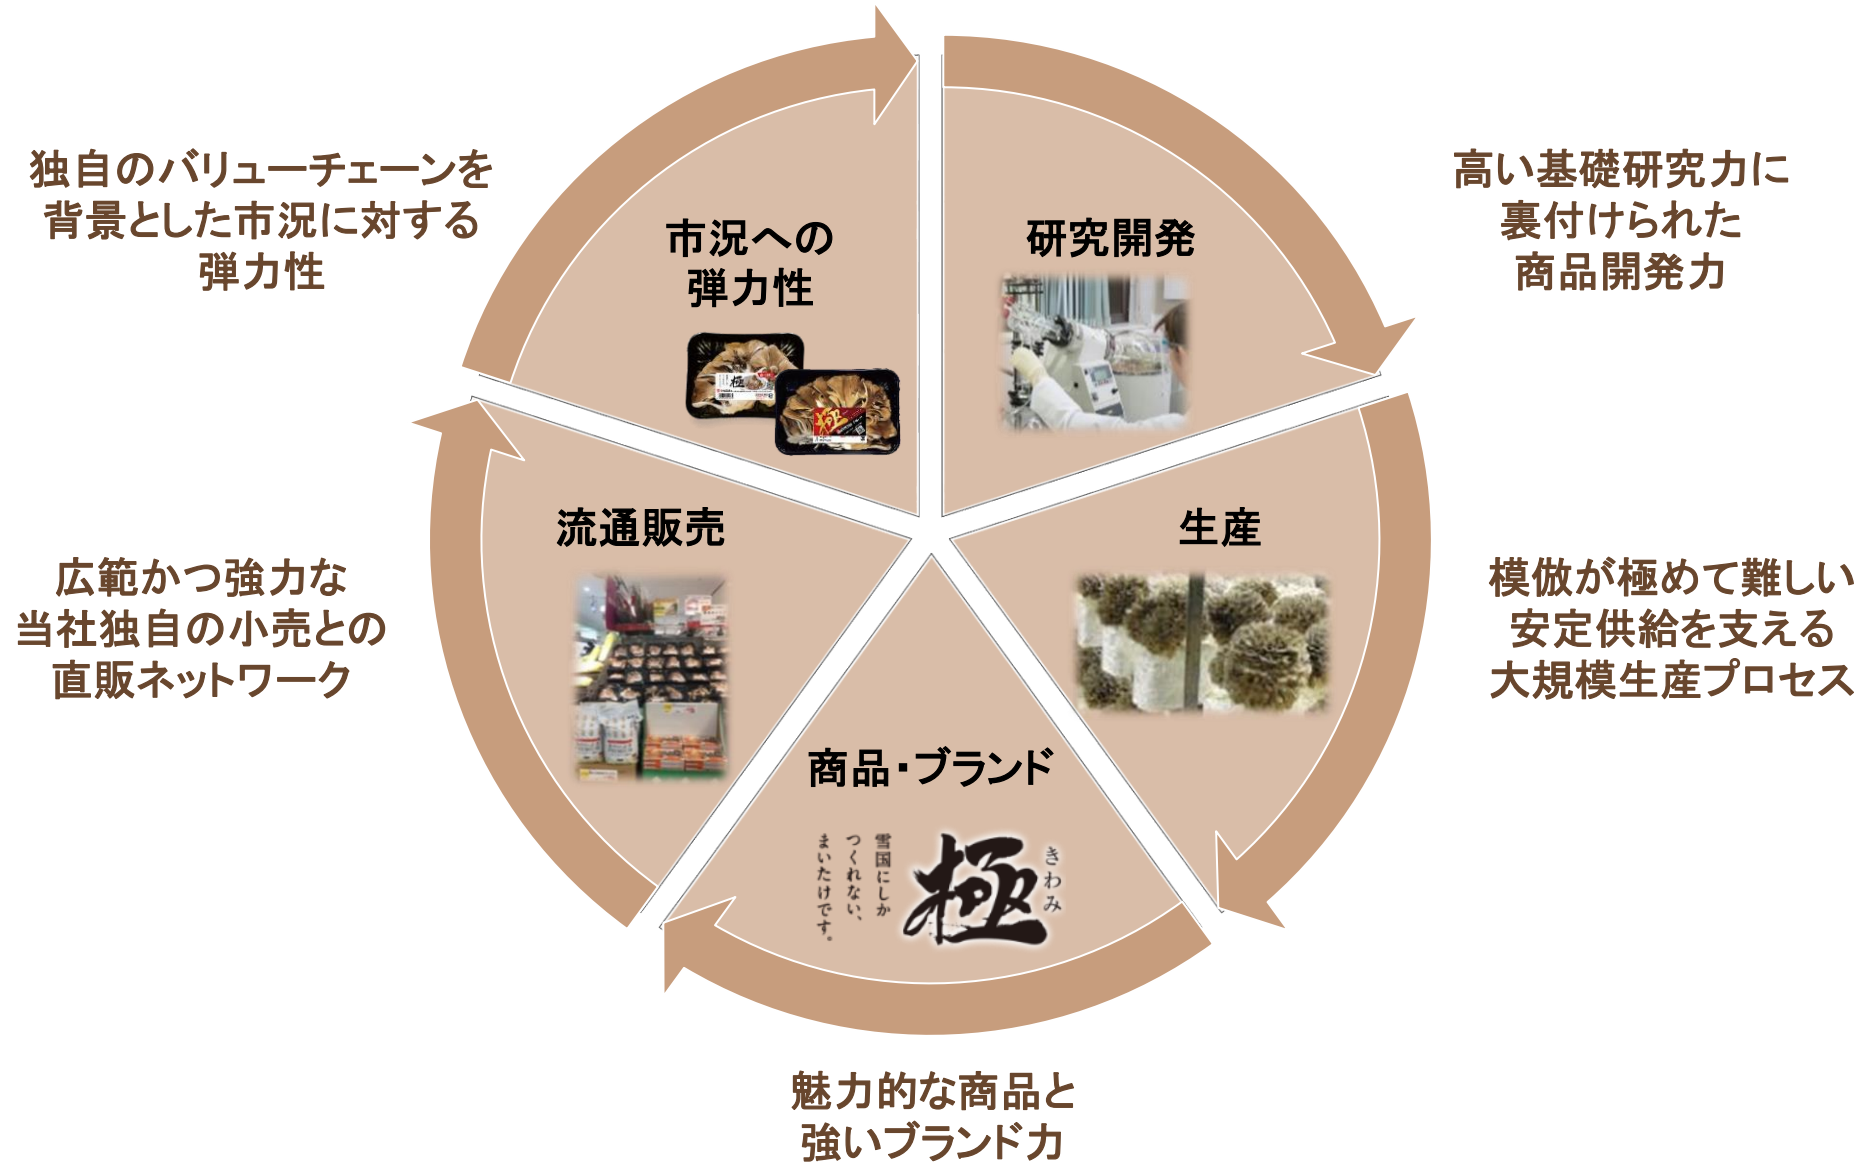 独自のバリューチェーンを
背景とした市況に対する
弾力性
市況への
弾力性
研究開発
高い基礎研究力に
裏付けられた
商品開発力
極
極
流通販売
生産
広範かつ強力な
当社独自の小売との
直販ネットワーク
模倣が極めて難しい
安定供給を支える
大規模生産プロセス
商品・ブランド
きわみ
極
雪国にしか
つくれない、
まいたけです。
魅力的な商品と
強いブランド力